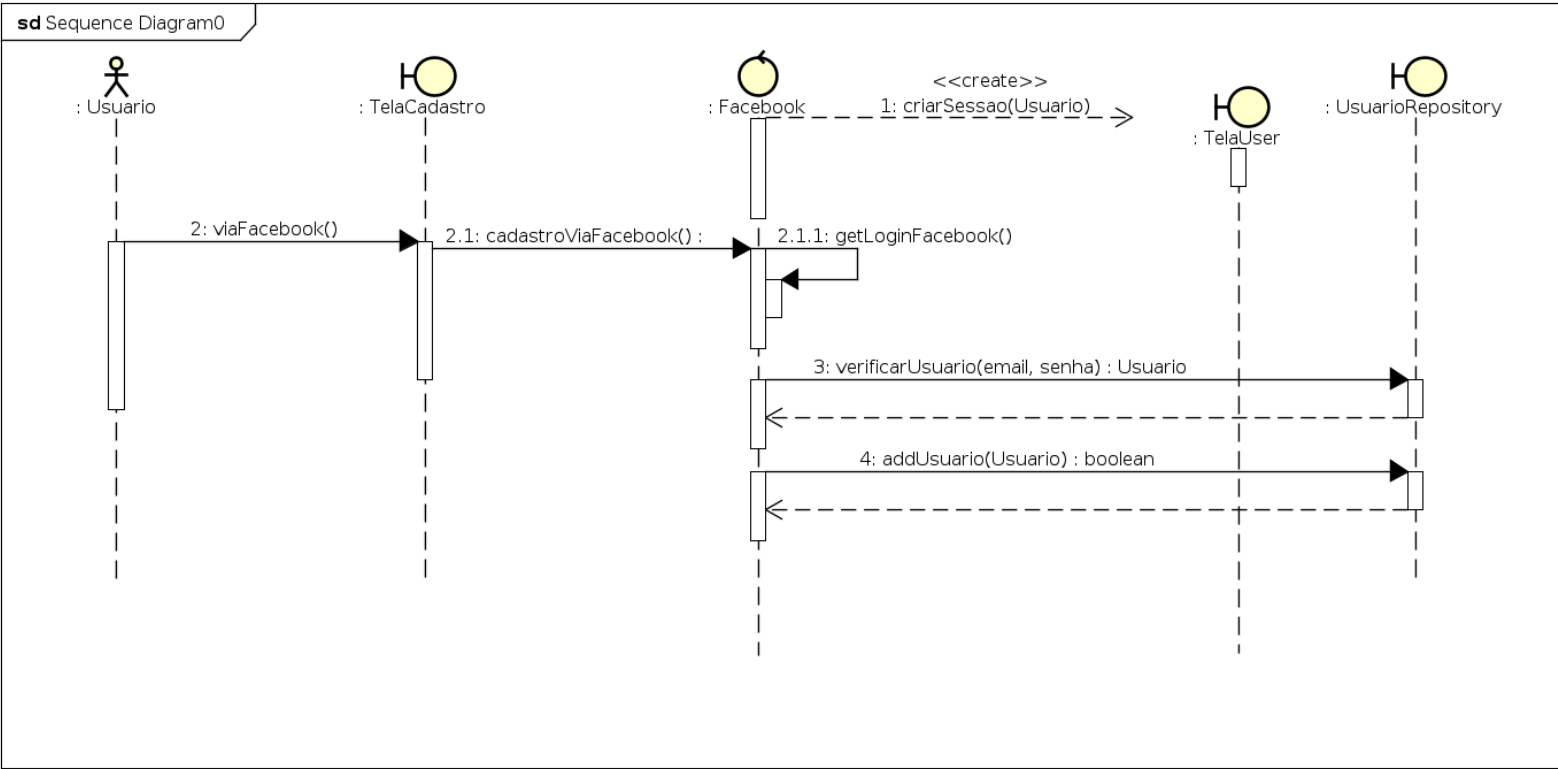 sd Sequence Diagram0
: Usuario
: TelaCadastro
: Facebook
<<create>>
1: criarSessao(Usuario)
: TelaUser
: UsuarioRepository
2: viaFacebook()
2.1: cadastroViaFacebook() :
2.1.1: getLoginFacebook()
3: verificarUsuario(email, senha) : Usuario
4: addUsuario(Usuario) : boolean